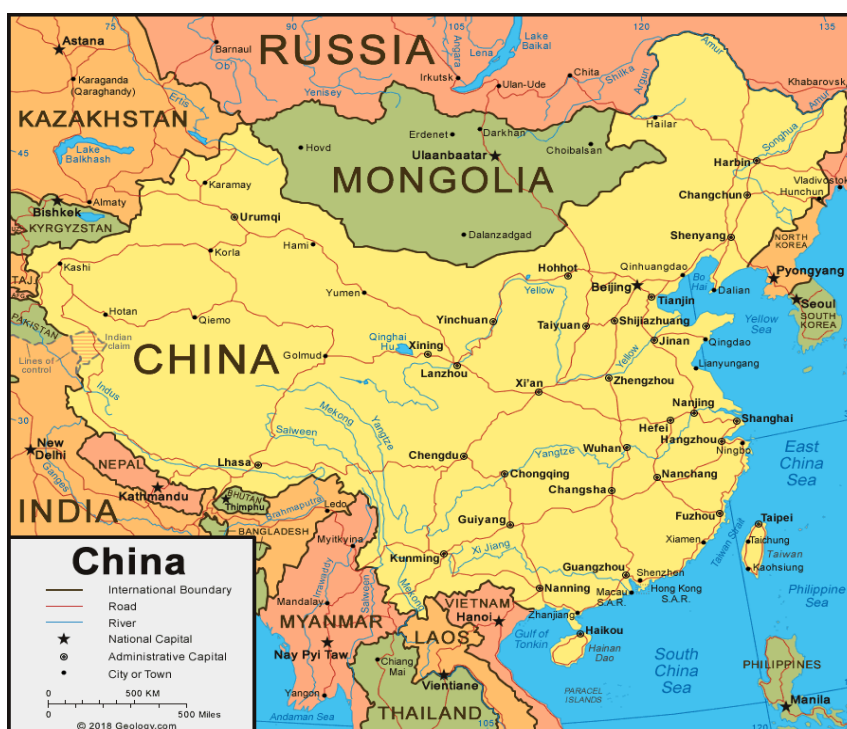 75
90
105
120
135
Astana
Barnaul
Ob
RUSSIA
Angara
Lena
Lake
Baikal
Amur
Karaganda
(Qaraghandy)
Irkutsk
Ulan-Ude
Chita
Shilka
Argun
Khabarovsk
Ertis
Yenisey
Amur
KAZAKHSTAN
Erdenet
Darkhan
Hailar
Songhua
Lake
Balkhash
Hovd
Ulaanbaatar
Choibalsan
Harbin
45
MONGOLIA
Karamay
Changchun
Vladivostok
Hunchun
Almaty
Bishkek
KYRGYZSTAN
Urumqi
Dalanzadgad
Shenyang
NORTH
KOREA
Korla
Hami
Kashi
Hohhot
Qinhuangdao
Bo
Hai
Pyongyang
TAJ.
AFG.
Yumen
Yellow
Beijing
Tianjin
Dalian
Seoul
SOUTH
KOREA
PAKISTAN
Hotan
Qiemo
Yinchuan
Taiyuan
Shijiazhuang
Yellow
Sea
Indian
claim
Qinghai
Hu
Xining
Jinan
Qingdao
Lines of
control
CHINA
Golmud
Lanzhou
Yellow
Lianyungang
Indus
Xi'an
Zhengzhou
30
Mekong
Salween
Yangtze
Nanjing
Hefei
Shanghai
New
Delhi
NEPAL
Lhasa
Chengdu
Yangtze
Wuhan
Hangzhou
Ningbo
East
China
Sea
Ganges
Kathmandu
BHUTAN
Thimphu
Chongqing
Nanchang
INDIA
Brahmaputra
Ledo
Changsha
BANGLADESH
Guiyang
Fuzhou
Taipei
Myitkyina
Xiamen
Taiwan Strait
Taichung
Taiwan
China
Kunming
Xi Jiang
Guangzhou
Shenzhen
Kaohsiung
International Boundary
Irrawaddy
Salween
Mekong
Nanning
Macau
S.A.R.
Hong Kong
S.A.R.
Philippine
Sea
Road
Mandalay
VIETNAM
Hanoi
Zhanjiang
River
MYANMAR
LAOS
Gulf of
Tonkin
Haikou
National Capital
Nay Pyi Taw
Hainan
Dao
South
China
Sea
Administrative Capital
Chiang
Mai
Vientiane
PHILIPPINES
City or Town
Yangon
PARACEL
ISLANDS
Manila
0 500 KM
0 500 Miles
THAILAND
Andaman Sea
105
120
© 2018 Geology.com